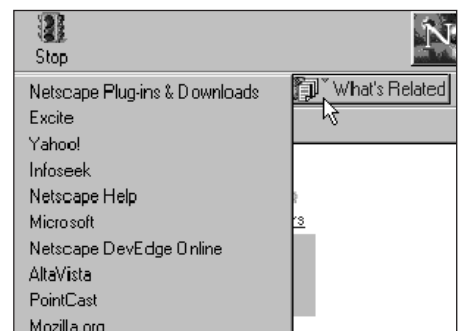 Stop
N
Netscape Plug-ins & Downloads
What's Related
Excite
Yahoo!
Infoseek
Netscape Help
Microsoft
rs
Netscape DevEdge Online
AltaVista
PointCast
Mozilla.org